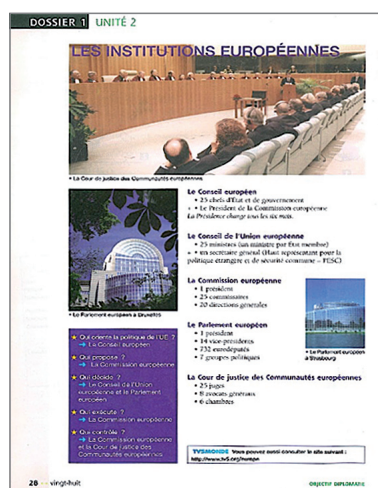 DOSSIER 1 UNITÉ 2
LES INSTITUTIONS EUROPÉENNES
• La Cour de justice des Communautés européennes
• Le Parlement européen à Bruxelles
★ Qui oriente la politique de l'UE ?
➔ Le Conseil européen
★ Qui propose ?
➔ La Commission européenne
★ Qui décide ?
➔ Le Conseil de l'Union
européenne et le Parlement
européen
★ Qui exécute ?
➔ La Commission européenne
★ Qui contrôle ?
➔ La Commission européenne
et la Cour de justice des
Communautés européennes
Le Conseil européen
• 25 chefs d'État et de gouvernement
• + Le Président de la Commission européenne
La Présidence change tous les six mois.
Le Conseil de l'Union européenne
• 25 ministres (un ministre par État membre)
• + un secrétaire général (Haut représentant pour la
politique étrangère et de sécurité commune – PESC)
La Commission européenne
• 1 président
• 25 commissaires
• 20 directions générales
Le Parlement européen
• 1 président
• 14 vice-présidents
• 732 eurodéputés
• 7 groupes politiques
• Le Parlement européen
à Strasbourg
La Cour de justice des Communautés européennes
• 25 juges
• 8 avocats généraux
• 6 chambres
TV5MONDE Vous pouvez aussi consulter le site suivant :
http://www.tv5.org/europe
28 vingt-huit
OBJECTIF DIPLOMATIE